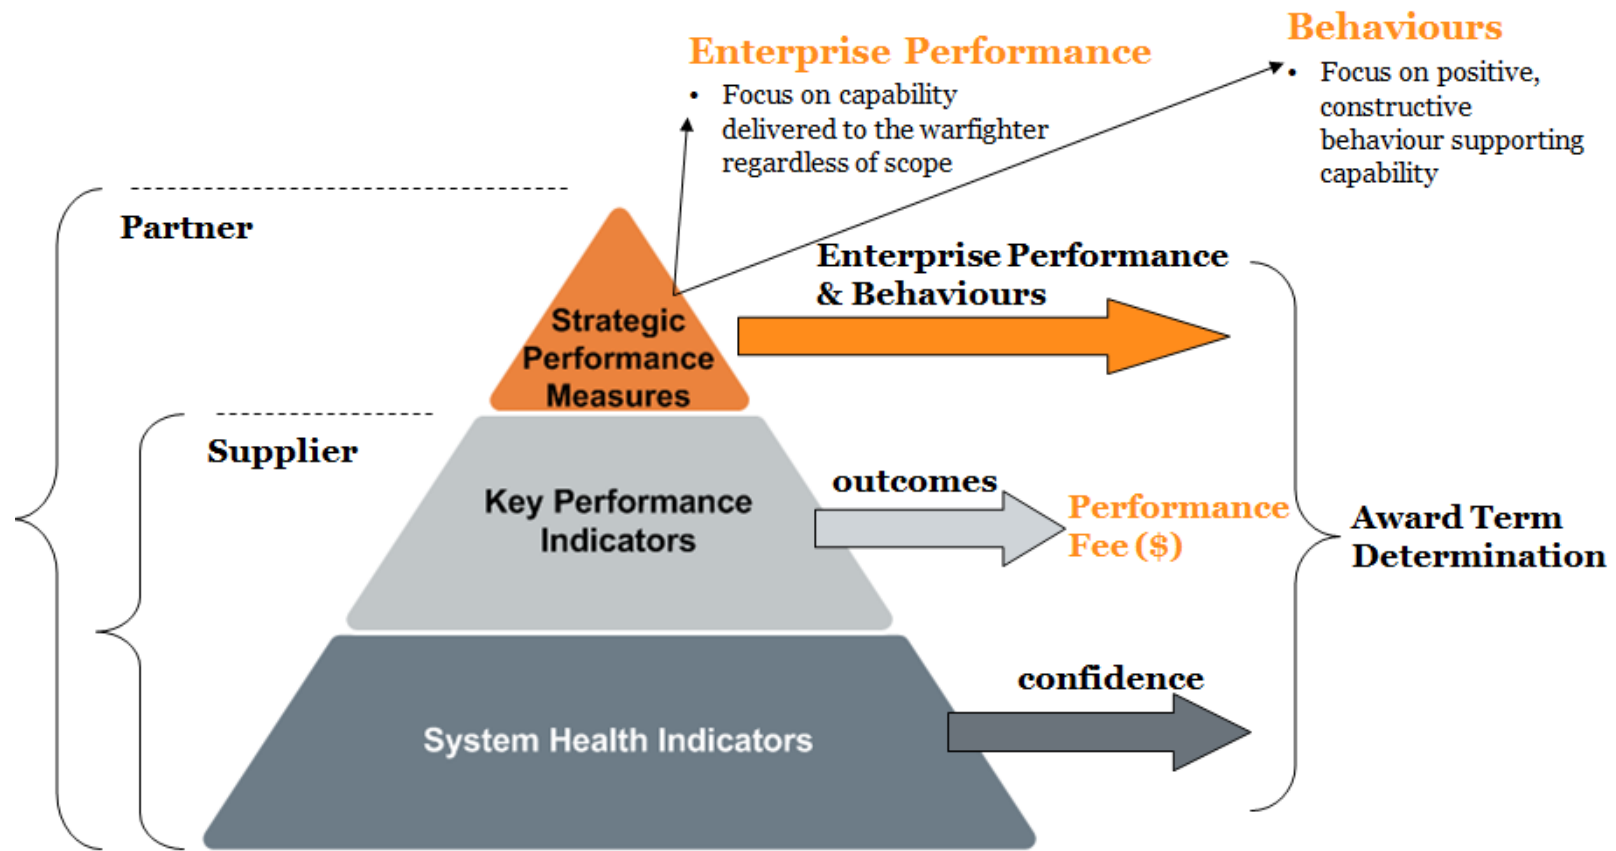 Enterprise Performance
• Focus on capability
delivered to the warfighter
regardless of scope
Behaviours
• Focus on positive,
constructive
behaviour supporting
capability
Partner
Enterprise Performance
& Behaviours
Strategic
Performance
Measures
Supplier
Key Performance
Indicators
outcomes
Performance
Fee ($)
Award Term
Determination
System Health Indicators
confidence